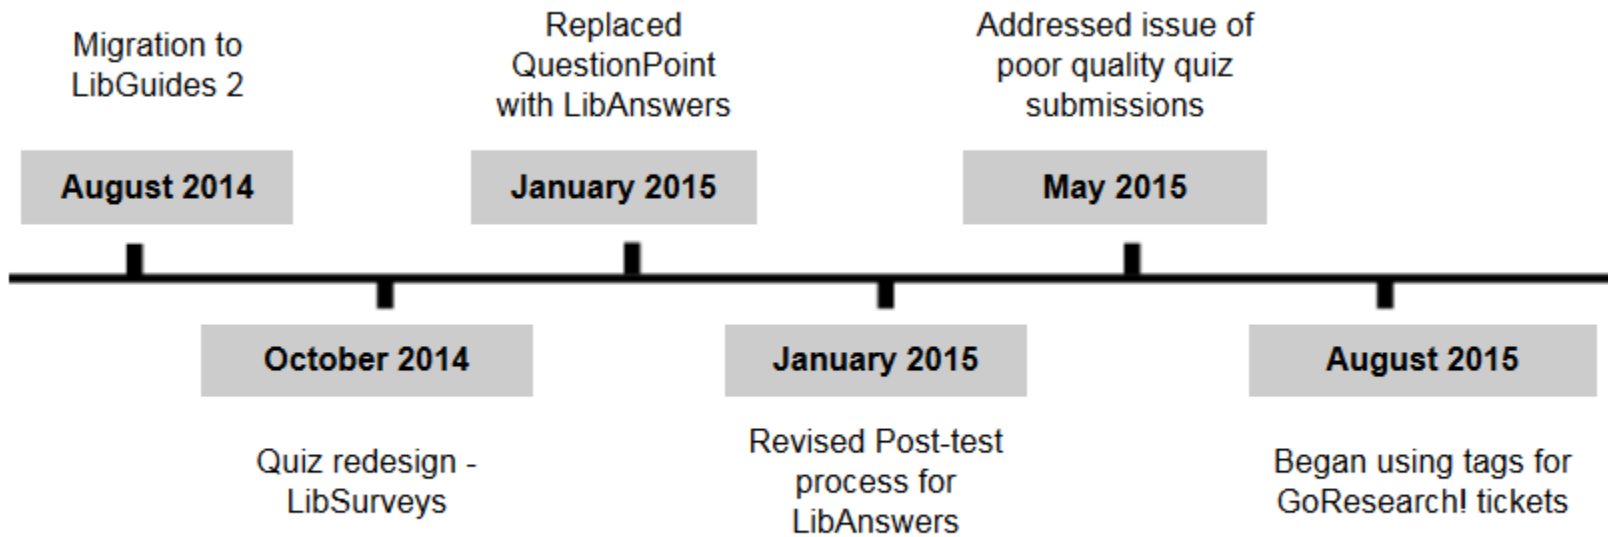 Migration to
LibGuides 2
August 2014
October 2014
Quiz redesign -
LibSurveys
Replaced
QuestionPoint
with LibAnswers
January 2015
January 2015
Revised Post-test
process for
LibAnswers
Addressed issue of
poor quality quiz
submissions
May 2015
August 2015
Began using tags for
GoResearch! tickets